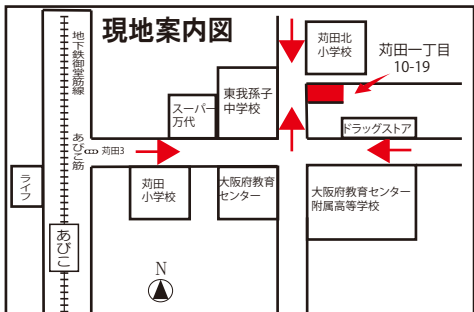 現地案内図
地下鉄御堂筋線
あびこ筋
苅田3
ライフ
あびこ
スーパー
万代
東我孫子
中学校
苅田北
小学校
苅田一丁目
10-19
ドラッグストア
苅田
小学校
大阪府教育
センター
大阪府教育センター
附属高等学校
N